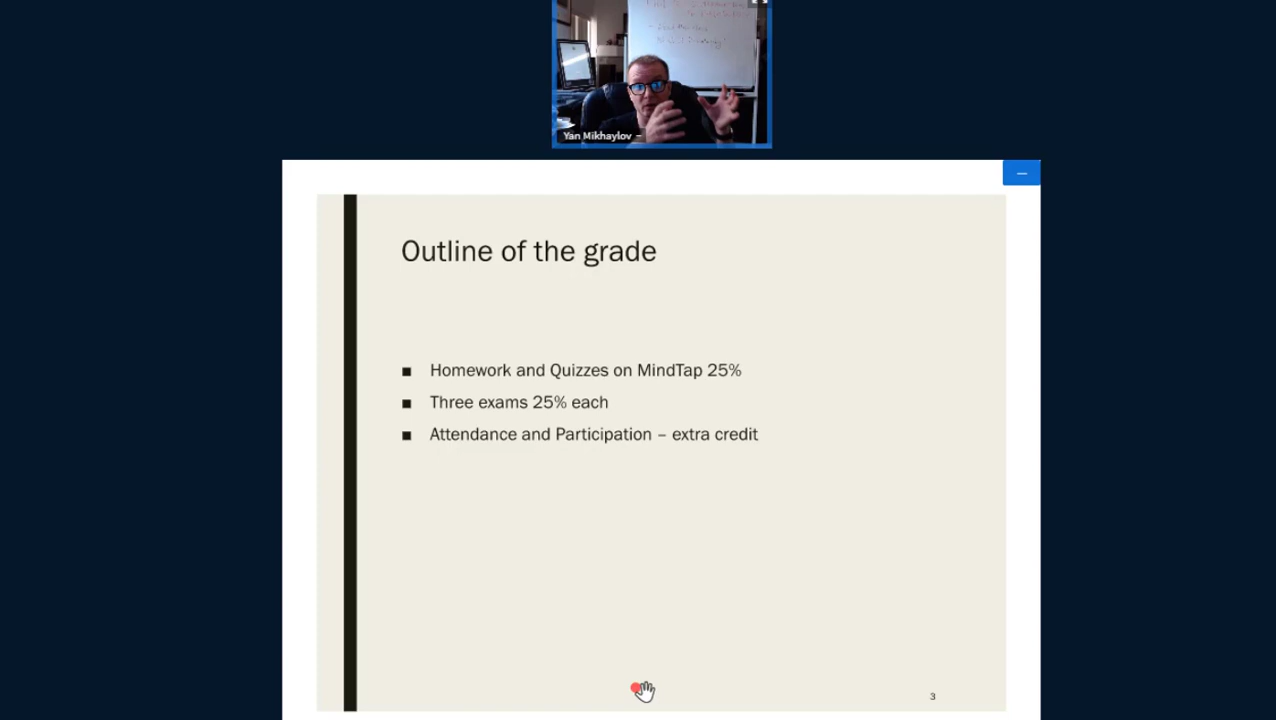 Yan Mikhaylov
Outline of the grade
■ Homework and Quizzes on MindTap 25%
■ Three exams 25% each
■ Attendance and Participation – extra credit
3